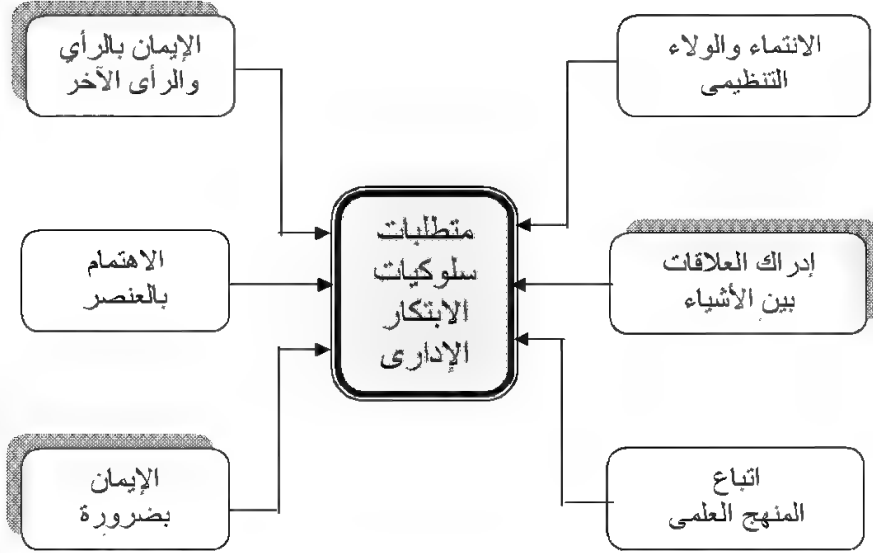 الانتماء والولاء
التنظيمى
الإيمان بالرأي
والرأى الآخر
متطلبات
سلوكيات
الابتكار
الإدارى
إدراك العلاقات
بين الأشياء
الاهتمام
بالعنصر
اتباع
المنهج العلمى
الإيمان
بضرورة